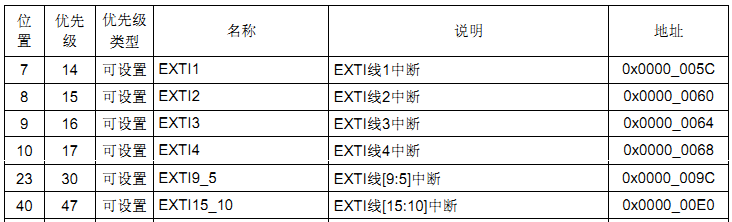 位置 优先级 优先级类型 名称 说明 地址
7 14 可设置 EXTI1 EXTI线1中断 0x0000_005C
8 15 可设置 EXTI2 EXTI线2中断 0x0000_0060
9 16 可设置 EXTI3 EXTI线3中断 0x0000_0064
10 17 可设置 EXTI4 EXTI线4中断 0x0000_0068
23 30 可设置 EXTI9_5 EXTI线[9:5]中断 0x0000_009C
40 47 可设置 EXTI15_10 EXTI线[15:10]中断 0x0000_00E0